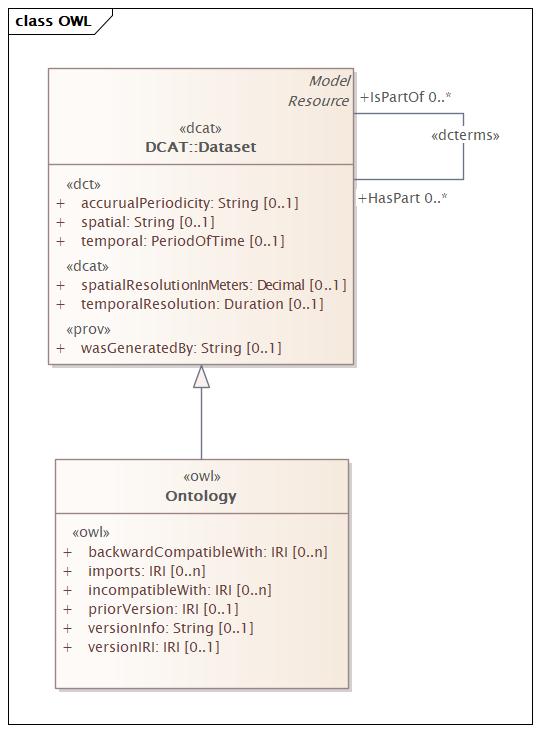 class OWL
Model
Resource
«dcat»
DCAT::Dataset
«dct»
+ accurualPeriodicity: String [0..1]
+ spatial: String [0..1]
+ temporal: PeriodOfTime [0..1]
«dcat»
+ spatialResolutionInMeters: Decimal [0..1]
+ temporalResolution: Duration [0..1]
«prov»
+ wasGeneratedBy: String [0..1]
+IsPartOf 0..*
«dcterms»
+HasPart 0..*
«owl»
Ontology
«owl»
+ backwardCompatibleWith: IRI [0..n]
+ imports: IRI [0..n]
+ incompatibleWith: IRI [0..n]
+ priorVersion: IRI [0..1]
+ versionInfo: String [0..1]
+ versionIRI: IRI [0..1]